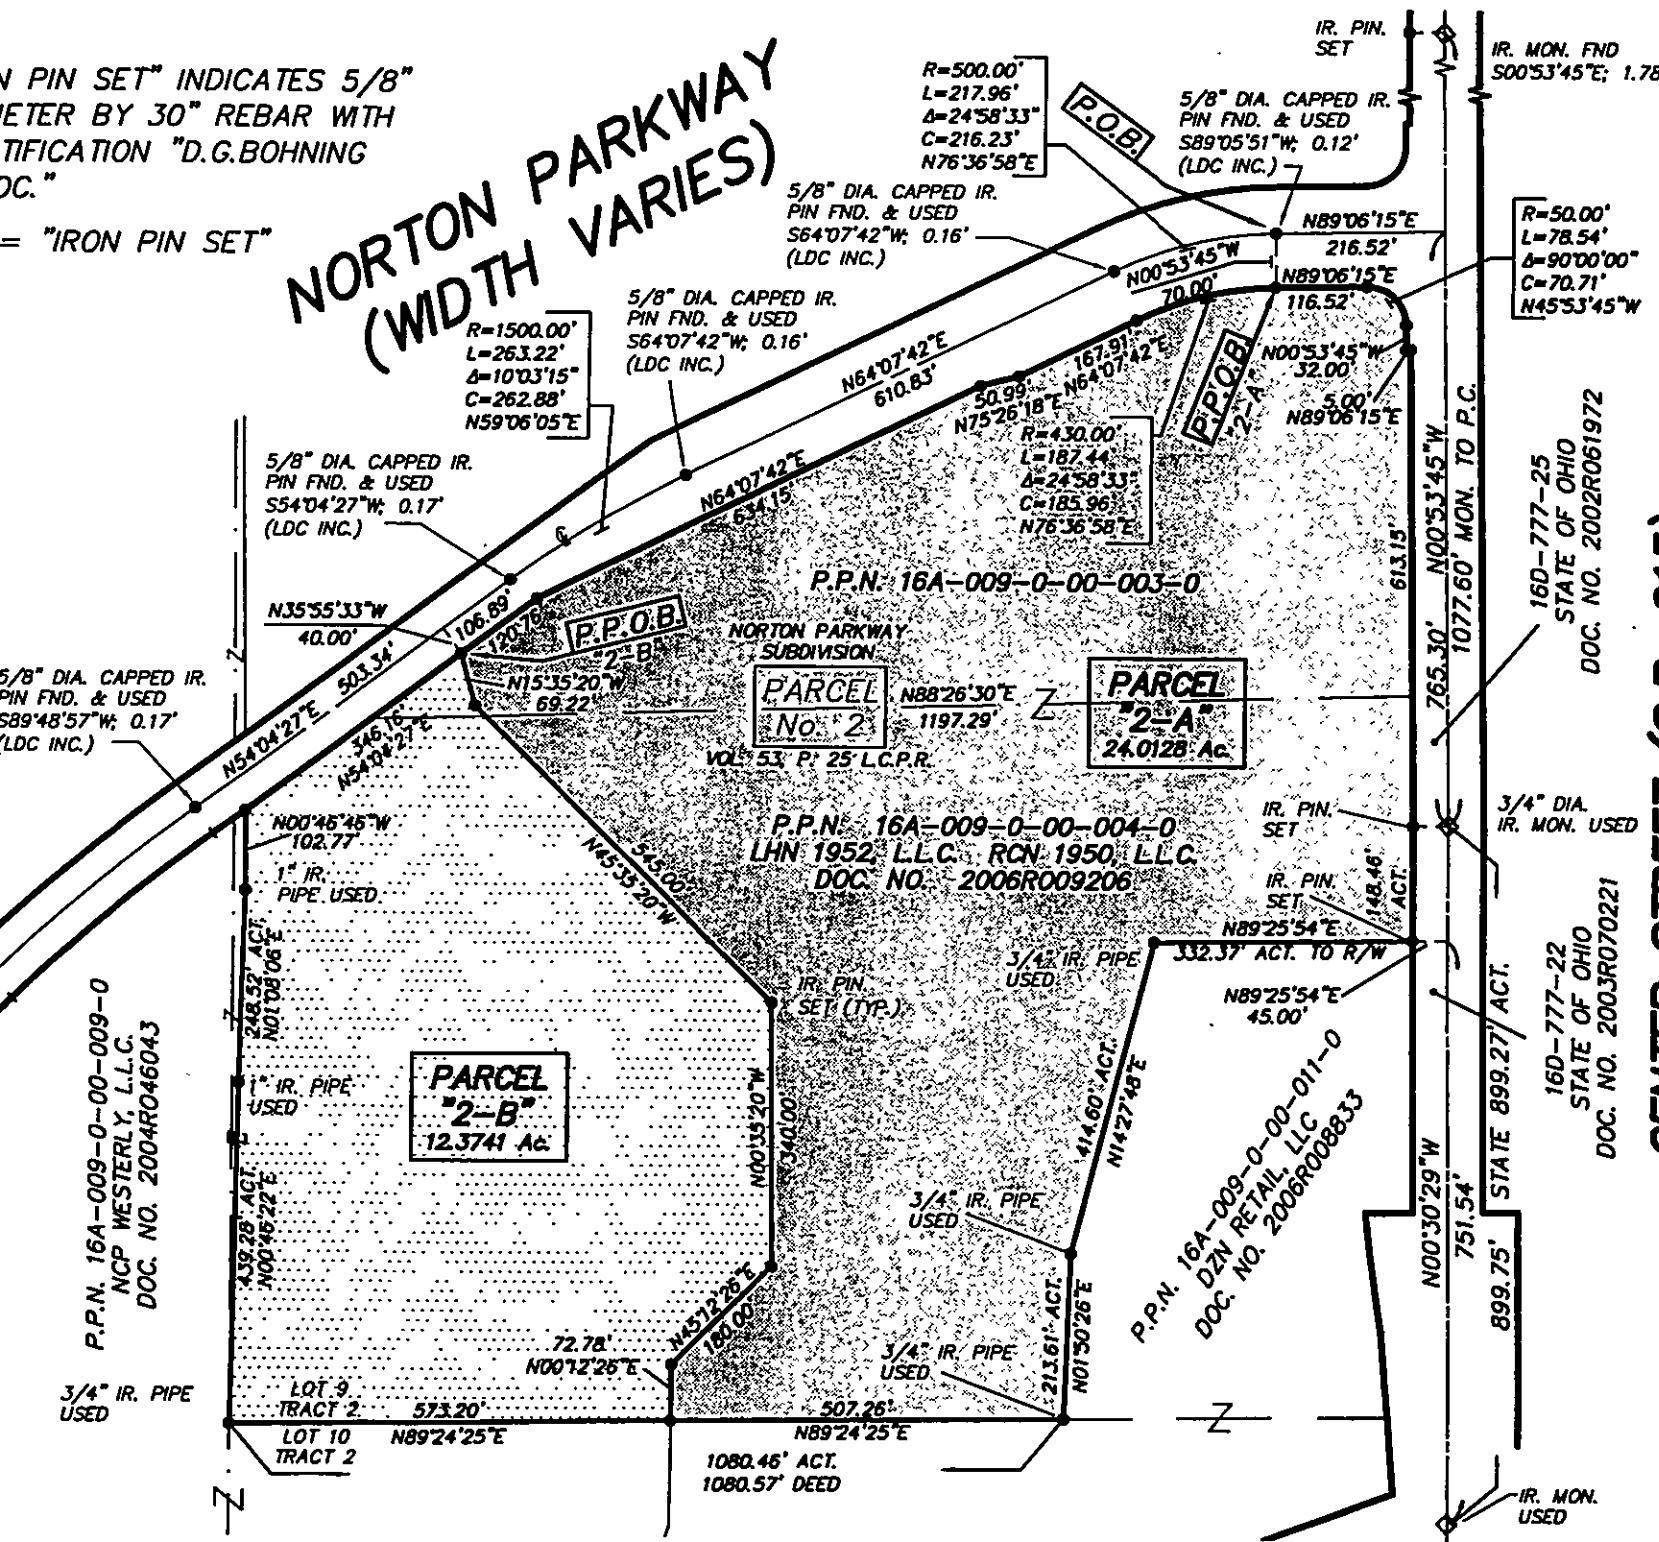 N PIN SET" INDICATES 5/8"
METER BY 30" REBAR WITH
TIFICATION "D.G.BOHNING
OC."
= "IRON PIN SET"
NORTON PARKWAY
(WIDTH VARIES)
R=500.00'
L=217.96'
Δ=24°58'33"
C=216.23'
N76°36'58"E
P.O.B.
5/8" DIA. CAPPED IR.
PIN FND. & USED
S89°05'51"W; 0.12'
(LDC INC.)
IR. PIN.
SET
IR. MON. FND
S00°53'45"E; 1.78
5/8" DIA. CAPPED IR.
PIN FND. & USED
S64°07'42"W; 0.16'
(LDC INC.)
N89°06'15"E
216.52'
R=50.00'
L=78.54'
Δ=90°00'00"
C=70.71'
N45°53'45"W
N00°53'45"W
70.00'
N89°06'15"E
116.52'
5/8" DIA. CAPPED IR.
PIN FND. & USED
S64°07'42"W; 0.16'
(LDC INC.)
R=1500.00'
L=263.22'
Δ=10°03'15"
C=262.88'
N59°06'05"E
N64°07'42"E
610.83'
167.91'
N64°07'42"E
50.99'
N75°26'18"E
P.P.O.B.
"2-A"
N00°53'45"W
32.00'
5.00'
N89°06'15"E
R=430.00'
L=187.44
Δ=24°58'33"
C=185.96'
N76°36'58"E
5/8" DIA. CAPPED IR.
PIN FND. & USED
S54°04'27"W; 0.17'
(LDC INC.)
N64°07'42"E
634.15'
613.15'
N00°53'45"W
765.30'
1077.60' MON. TO P.C.
16D-777-25
STATE OF OHIO
DOC. NO. 2002R061972
N35°55'33"W
40.00'
106.89'
120.76'
P.P.O.B.
"2-B"
P.P.N. 16A-009-0-00-003-0
NORTON PARKWAY
SUBDIVISION
PARCEL
No. 2
VOL. 53, P. 25 L.C.P.R.
N88°26'30"E
1197.29'
PARCEL
"2-A"
24.0128 Ac.
N15°35'20"W
69.22'
5/8" DIA. CAPPED IR.
PIN FND. & USED
S89°48'57"W; 0.17'
(LDC INC.)
N54°04'27"E
503.34'
346.16'
N54°04'27"E
N00°46'46"W
102.77'
1" IR.
PIPE USED
545.00'
N45°35'20"W
P.P.N. 16A-009-0-00-004-0
LHN 1952, L.L.C. RCN 1950, L.L.C.
DOC. NO. 2006R009206
IR. PIN.
SET
3/4" DIA.
IR. MON. USED
IR. PIN.
SET
148.46'
ACT.
N89°25'54"E
332.37' ACT. TO R/W
3/4" IR. PIPE
USED
N89°25'54"E
45.00'
16D-777-22
STATE OF OHIO
DOC. NO. 2003R070221
IR. PIN.
SET (TYP.)
248.52' ACT.
N01°08'06"E
P.P.N. 16A-009-0-00-009-0
NCP WESTERLY, L.L.C.
DOC. NO. 2004R046043
1" IR. PIPE
USED
PARCEL
"2-B"
12.3741 Ac.
N00°35'20"W
340.00'
414.60' ACT.
N14°27'48"E
P.P.N. 16A-009-0-00-011-0
DZN RETAIL, LLC
DOC. NO. 2006R008833
439.28' ACT.
N00°46'22"E
3/4" IR. PIPE
USED
N00°30'29"W
751.54'
STATE 899.27' ACT.
899.75'
N45°12'26"E
180.00'
72.78'
N00°12'26"E
213.61' ACT.
N01°50'26"E
3/4" IR. PIPE
USED
3/4" IR. PIPE
USED
LOT 9
TRACT 2
573.20'
LOT 10
TRACT 2
N89°24'25"E
507.26'
N89°24'25"E
1080.46' ACT.
1080.57' DEED
IR. MON.
USED